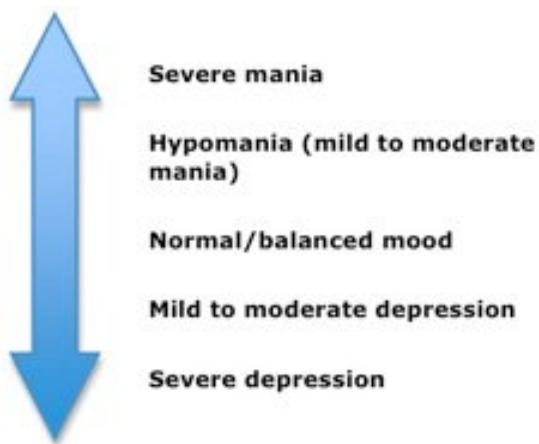 Severe mania
Hypomania (mild to moderate
mania)
Normal/balanced mood
Mild to moderate depression
Severe depression